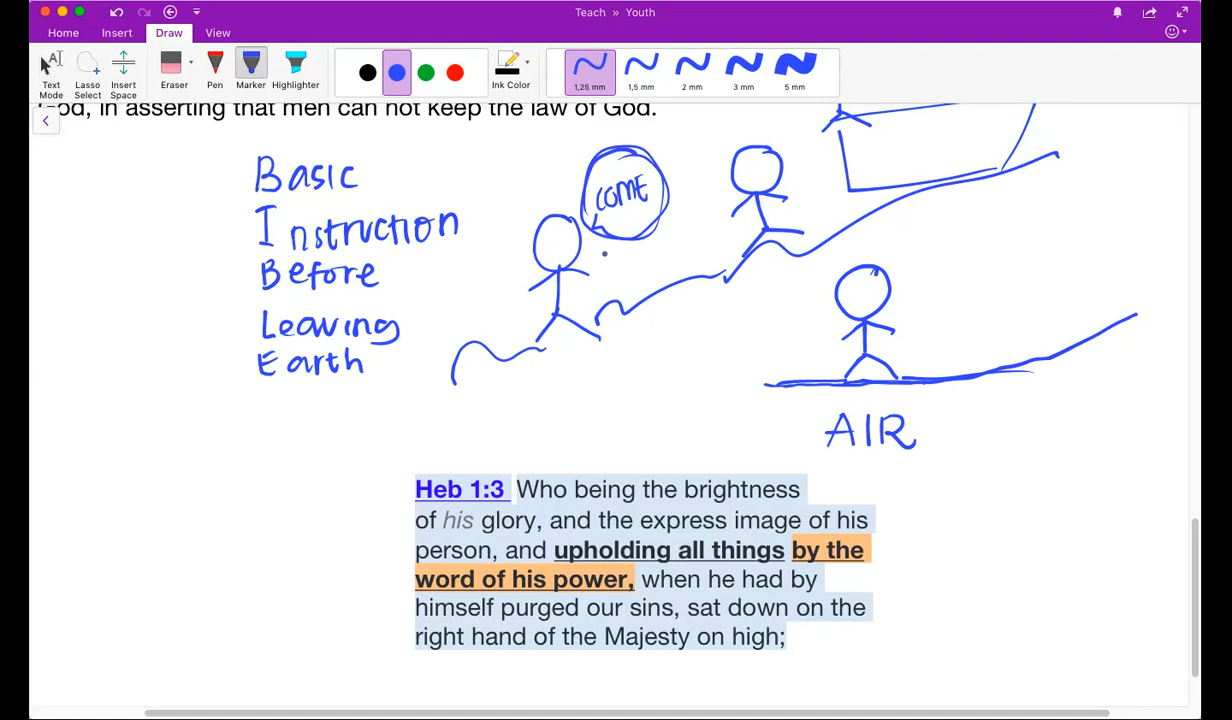 Teach » Youth
Home Insert Draw View
Text Mode
Lasso Select
Insert Space
Eraser
Pen
Marker
Highlighter
Ink Color
1,25 mm
1,5 mm
2 mm
3 mm
5 mm
God, in asserting that men can not keep the law of God.
Basic
Instruction
Before
Leaving
Earth
COME
AIR
Heb 1:3 Who being the brightness
of his glory, and the express image of his
person, and upholding all things by the
word of his power, when he had by
himself purged our sins, sat down on the
right hand of the Majesty on high;